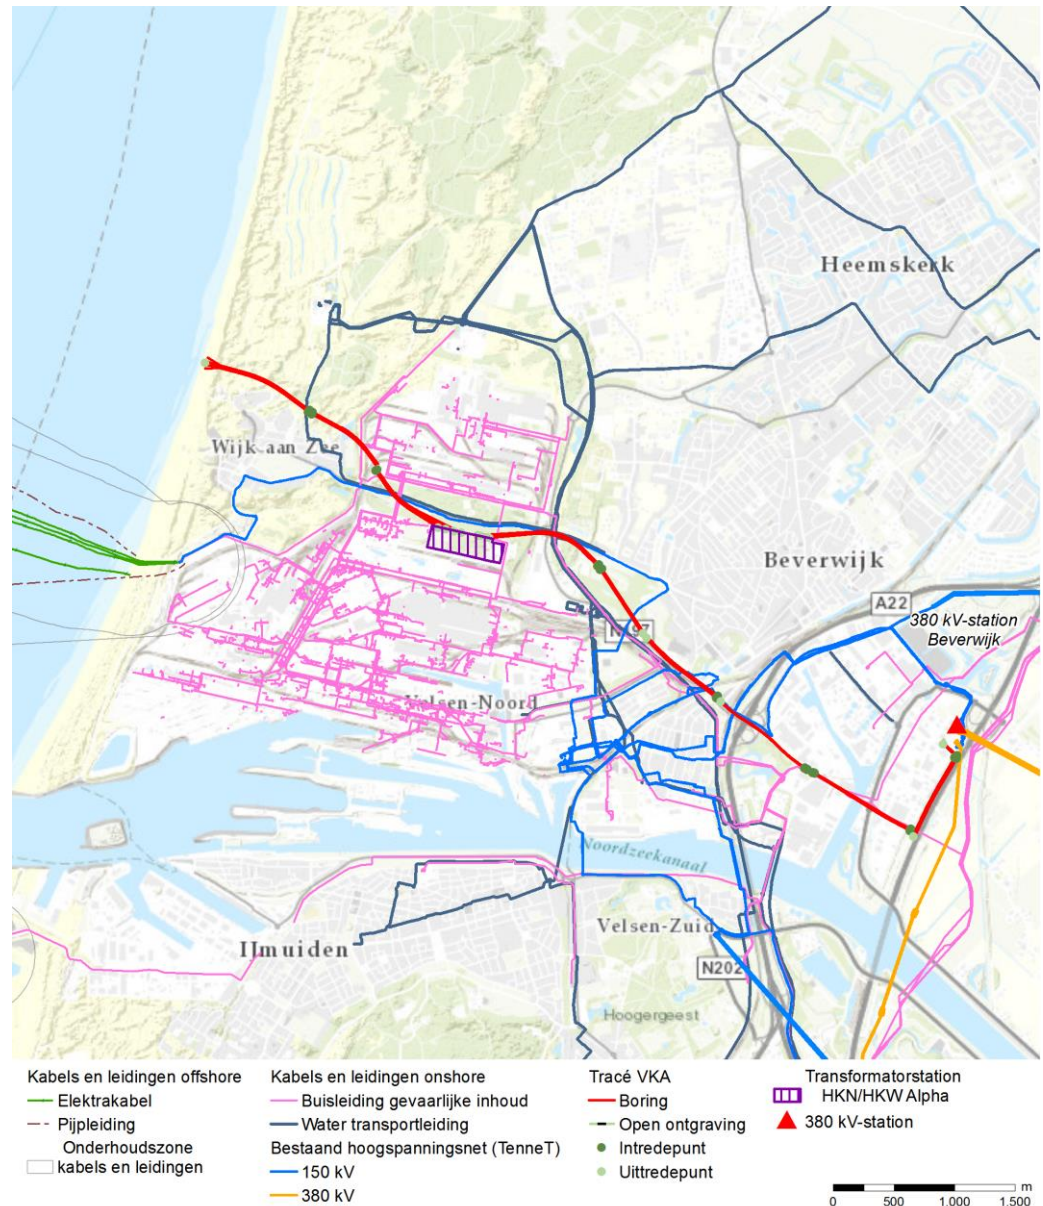 Heemskerk
Wijk aan Zee
Beverwijk
A22
380 kV-station
Beverwijk
Velsen-Noord
Noordzeekanaal
Velsen-Zuid
IJmuiden
N202
Hoogergeest
Kabels en leidingen offshore
Elektrakabel
Pijpleiding
Onderhoudszone
kabels en leidingen
Kabels en leidingen onshore
Buisleiding gevaarlijke inhoud
Water transportleiding
Bestaand hoogspanningsnet (TenneT)
150 kV
380 kV
Tracé VKA
Boring
Open ontgraving
Intredepunt
Uittredepunt
Transformatorstation
HKN/HKW Alpha
380 kV-station
m
0 500 1.000 1.500